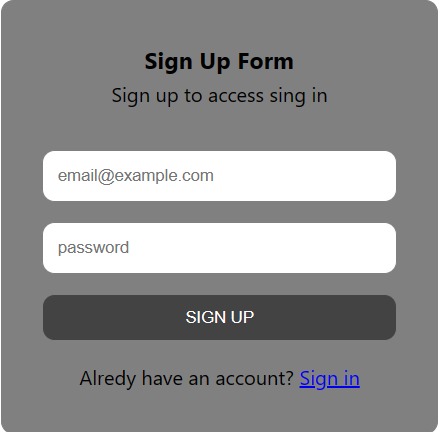 Sign Up Form
Sign up to access sing in
email@example.com
password
SIGN UP
Alredy have an account? Sign in